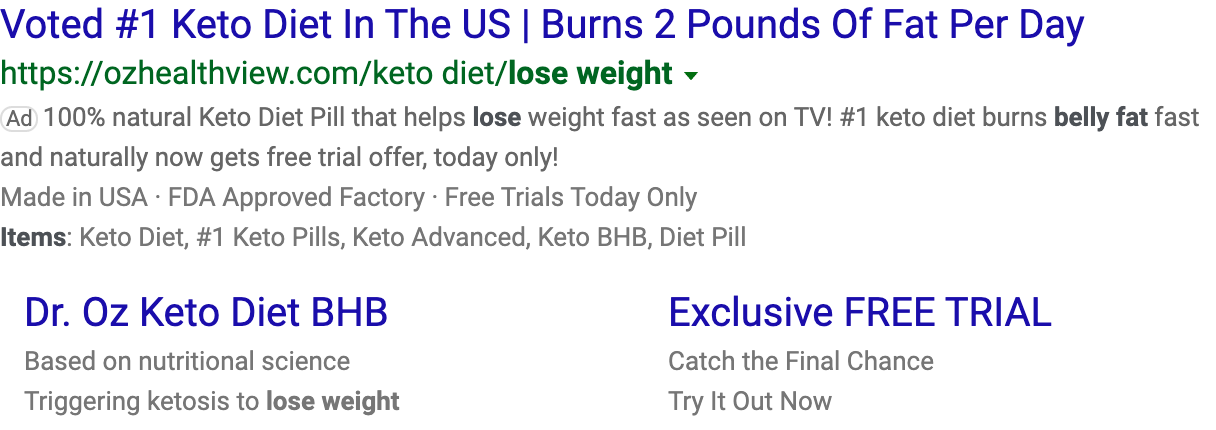 Voted #1 Keto Diet In The US | Burns 2 Pounds Of Fat Per Day
https://ozhealthview.com/keto diet/lose weight
Ad 100% natural Keto Diet Pill that helps lose weight fast as seen on TV! #1 keto diet burns belly fat fast
and naturally now gets free trial offer, today only!
Made in USA · FDA Approved Factory · Free Trials Today Only
Items: Keto Diet, #1 Keto Pills, Keto Advanced, Keto BHB, Diet Pill
Dr. Oz Keto Diet BHB
Based on nutritional science
Triggering ketosis to lose weight
Exclusive FREE TRIAL
Catch the Final Chance
Try It Out Now